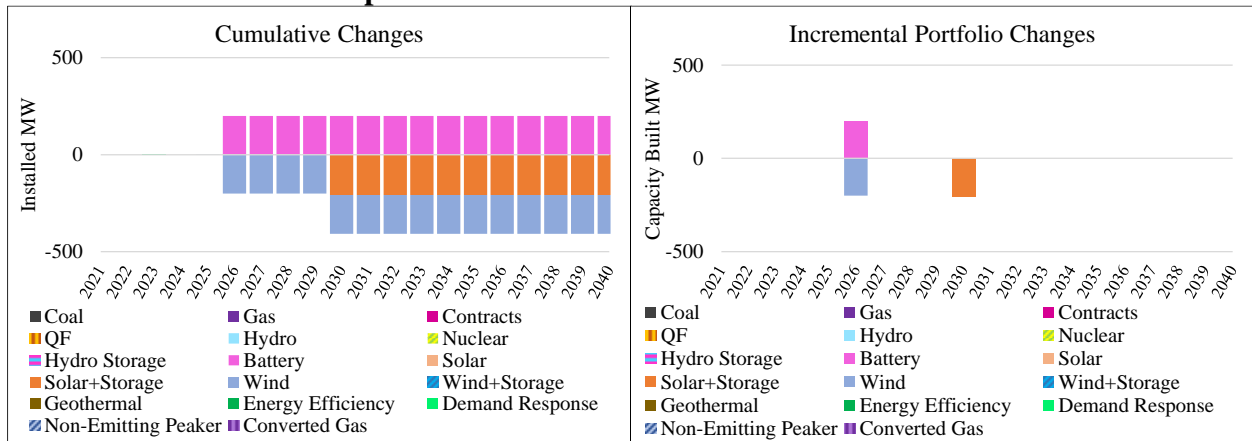 Cumulative Changes
500
0
-500
Installed MW
2021 2022 2023 2024 2025 2026 2027 2028 2029 2030 2031 2032 2033 2034 2035 2036 2037 2038 2039 2040
Coal Gas Contracts
QF Hydro Nuclear
Hydro Storage Battery Solar
Solar+Storage Wind Wind+Storage
Geothermal Energy Efficiency Demand Response
Non-Emitting Peaker Converted Gas
Incremental Portfolio Changes
500
0
-500
Capacity Built MW
2021 2022 2023 2024 2025 2026 2027 2028 2029 2030 2031 2032 2033 2034 2035 2036 2037 2038 2039 2040
Coal Gas Contracts
QF Hydro Nuclear
Hydro Storage Battery Solar
Solar+Storage Wind Wind+Storage
Geothermal Energy Efficiency Demand Response
Non-Emitting Peaker Converted Gas